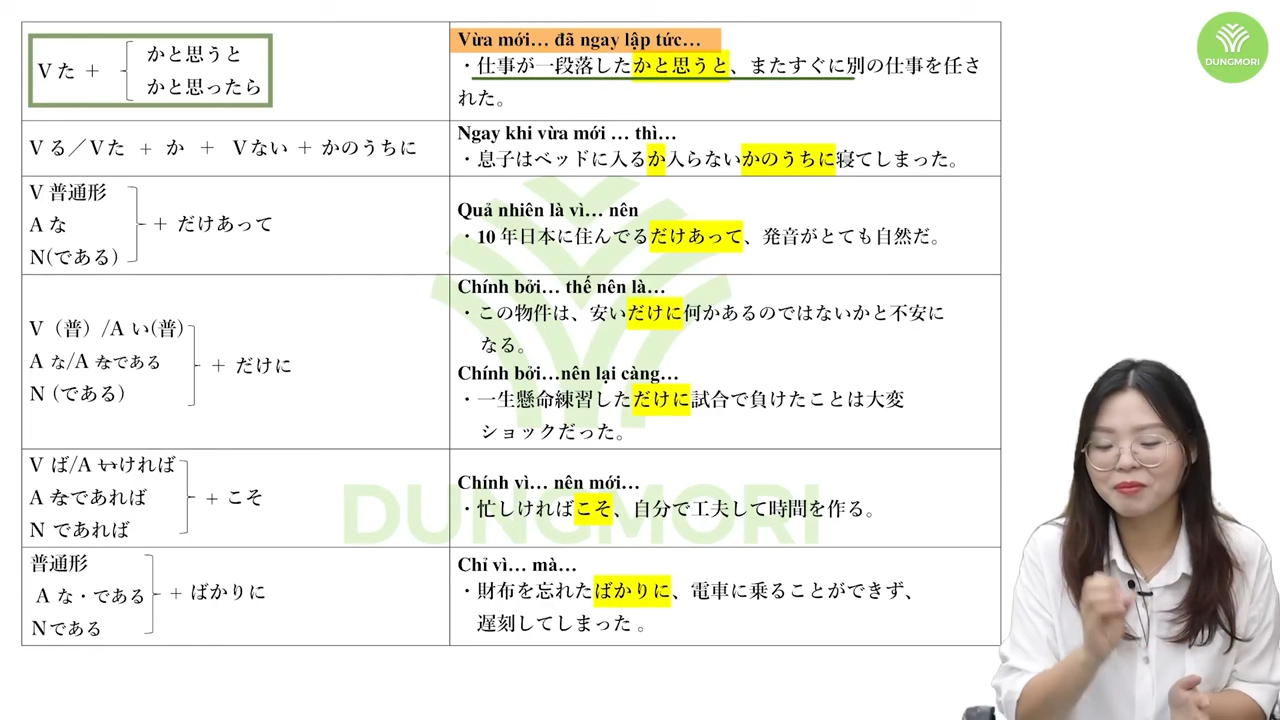 Vた ＋ かと思うと
かと思ったら
Vừa mới… đã ngay lập tức…
・仕事が一段落したかと思うと、またすぐに別の仕事を任さ
れた。
Vる／Vた ＋ か ＋ Vない ＋ かのうちに
Ngay khi vừa mới … thì…
・息子はベッドに入るか入らないかのうちに寝てしまった。
V 普通形
A な
N(である)
＋ だけあって
Quả nhiên là vì… nên
・10 年日本に住んでるだけあって、発音がとても自然だ。
V（普）/A い(普)
A な/A なである
N (である)
＋ だけに
Chính bởi… thế nên là…
・この物件は、安いだけに何かあるのではないかと不安に
なる。
Chính bởi…nên lại càng…
・一生懸命練習しただけに試合で負けたことは大変
ショックだった。
V ば/A いければ
A なであれば
N であれば
＋ こそ
Chính vì… nên mới…
・忙しければこそ、自分で工夫して時間を作る。
普通形
A な・である
Nである
＋ ばかりに
Chỉ vì… mà…
・財布を忘れたばかりに、電車に乗ることができず、
遅刻してしまった 。
DUNGMORI
DUNGMORI